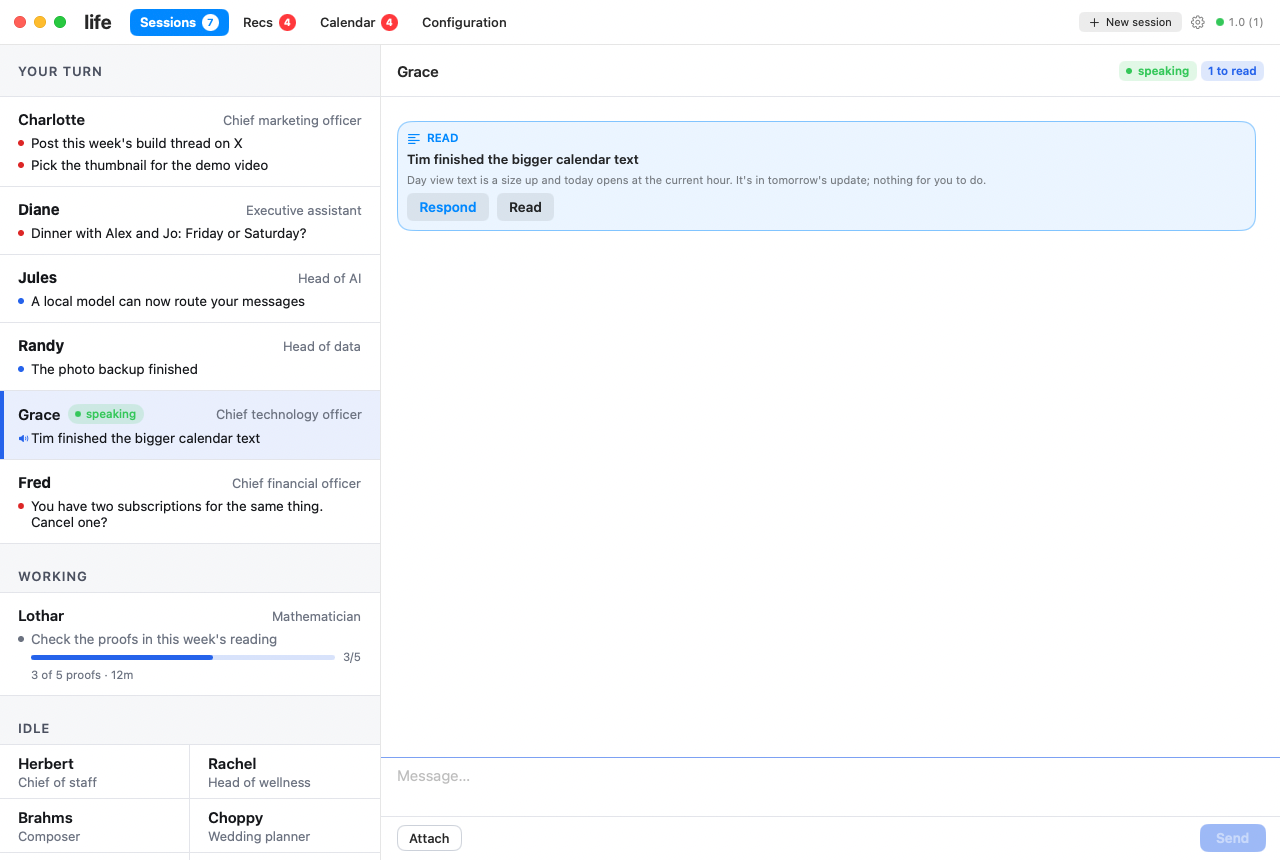 life
Sessions 7
Recs 4
Calendar 4
Configuration
New session
1.0 (1)
YOUR TURN
Charlotte
Chief marketing officer
Post this week's build thread on X
Pick the thumbnail for the demo video
Diane
Executive assistant
Dinner with Alex and Jo: Friday or Saturday?
Jules
Head of AI
A local model can now route your messages
Randy
Head of data
The photo backup finished
Grace
speaking
Chief technology officer
Tim finished the bigger calendar text
Fred
Chief financial officer
You have two subscriptions for the same thing.
Cancel one?
WORKING
Lothar
Mathematician
Check the proofs in this week's reading
3/5
3 of 5 proofs · 12m
IDLE
Herbert
Chief of staff
Rachel
Head of wellness
Brahms
Composer
Choppy
Wedding planner
Grace
speaking
1 to read
READ
Tim finished the bigger calendar text
Day view text is a size up and today opens at the current hour. It's in tomorrow's update; nothing for you to do.
Respond
Read
Message...
Attach
Send